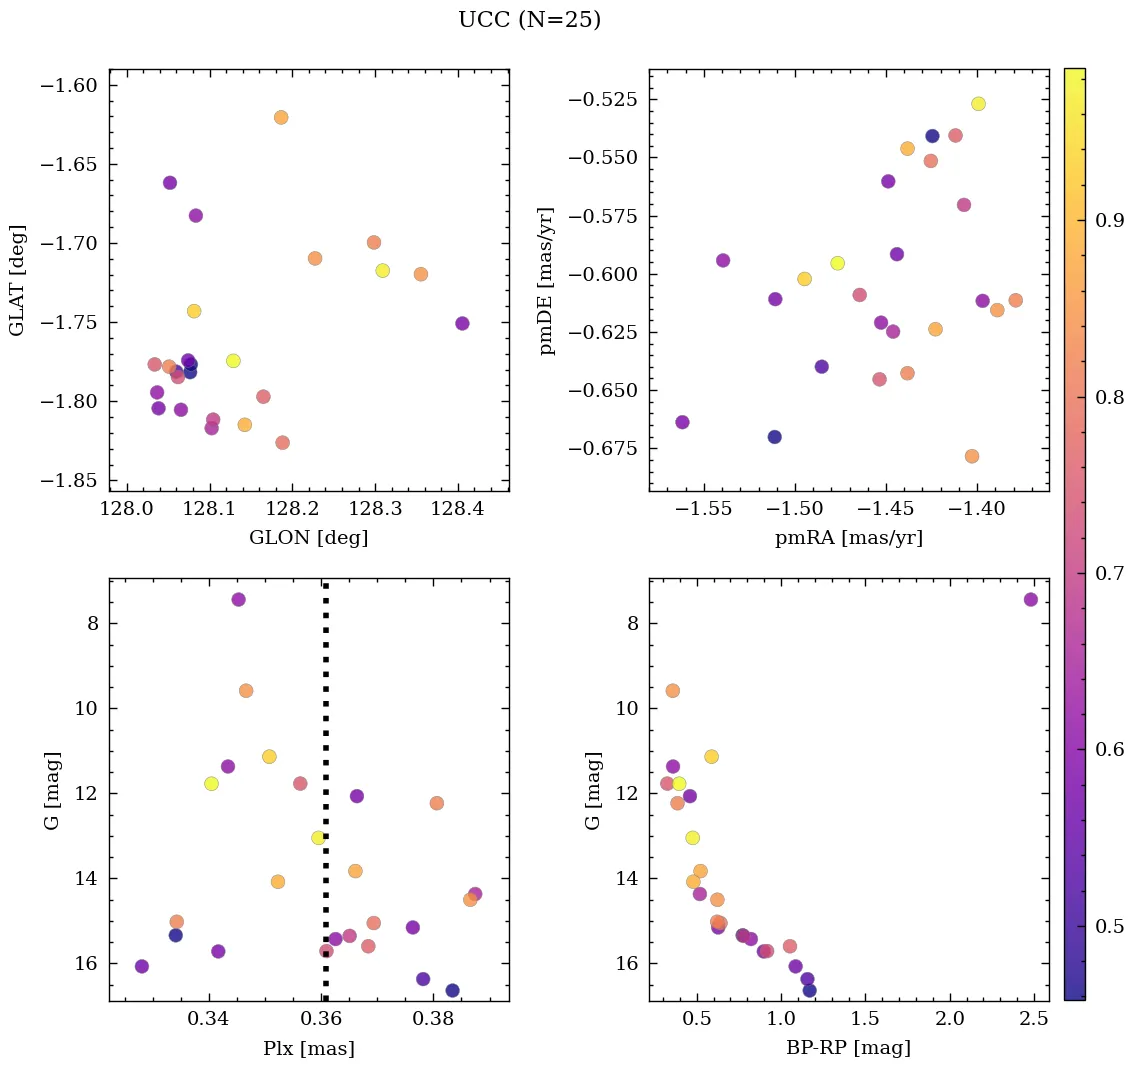 UCC (N=25)
−1.60
−1.65
−1.70
−1.75
−1.80
−1.85
GLAT [deg]
128.0 128.1 128.2 128.3 128.4
GLON [deg]
−0.525
−0.550
−0.575
−0.600
−0.625
−0.650
−0.675
pmDE [mas/yr]
−1.55 −1.50 −1.45 −1.40
pmRA [mas/yr]
8
10
12
14
16
G [mag]
0.34 0.36 0.38
Plx [mas]
8
10
12
14
16
G [mag]
0.5 1.0 1.5 2.0 2.5
BP-RP [mag]
0.9
0.8
0.7
0.6
0.5